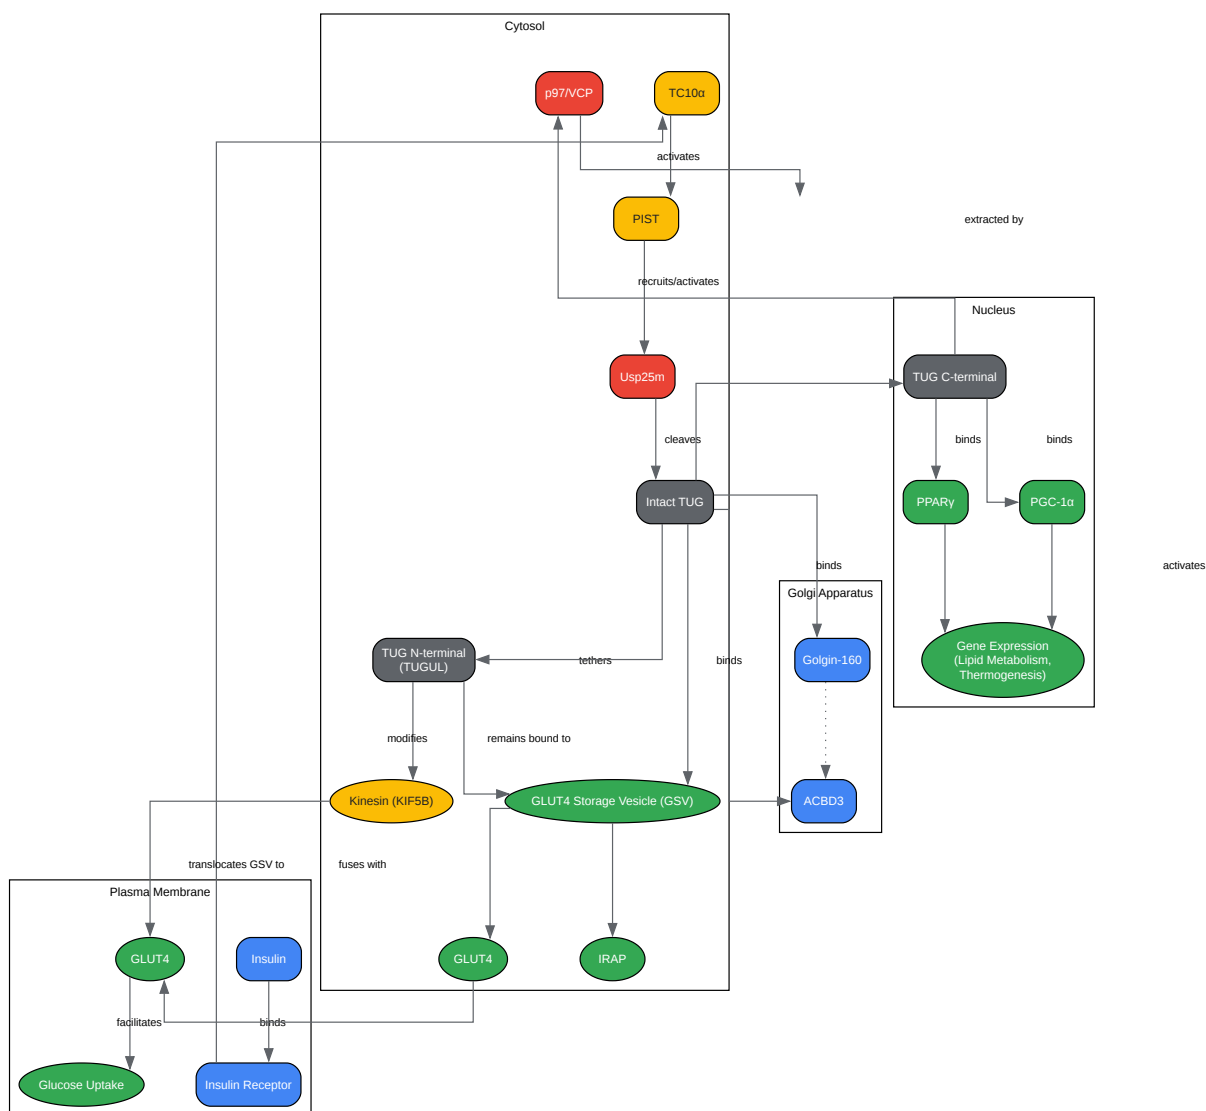 Cytosol
p97/VCP
TC10α
activates
PIST
extracted by
recruits/activates
Nucleus
Usp25m
TUG C-terminal
cleaves
binds
binds
Intact TUG
PPARγ
PGC-1α
binds
activates
Golgi Apparatus
TUG N-terminal
(TUGUL)
tethers
binds
Golgin-160
Gene Expression
(Lipid Metabolism,
Thermogenesis)
modifies
remains bound to
Kinesin (KIF5B)
GLUT4 Storage Vesicle (GSV)
ACBD3
translocates GSV to
fuses with
Plasma Membrane
GLUT4
Insulin
GLUT4
IRAP
facilitates
binds
Glucose Uptake
Insulin Receptor